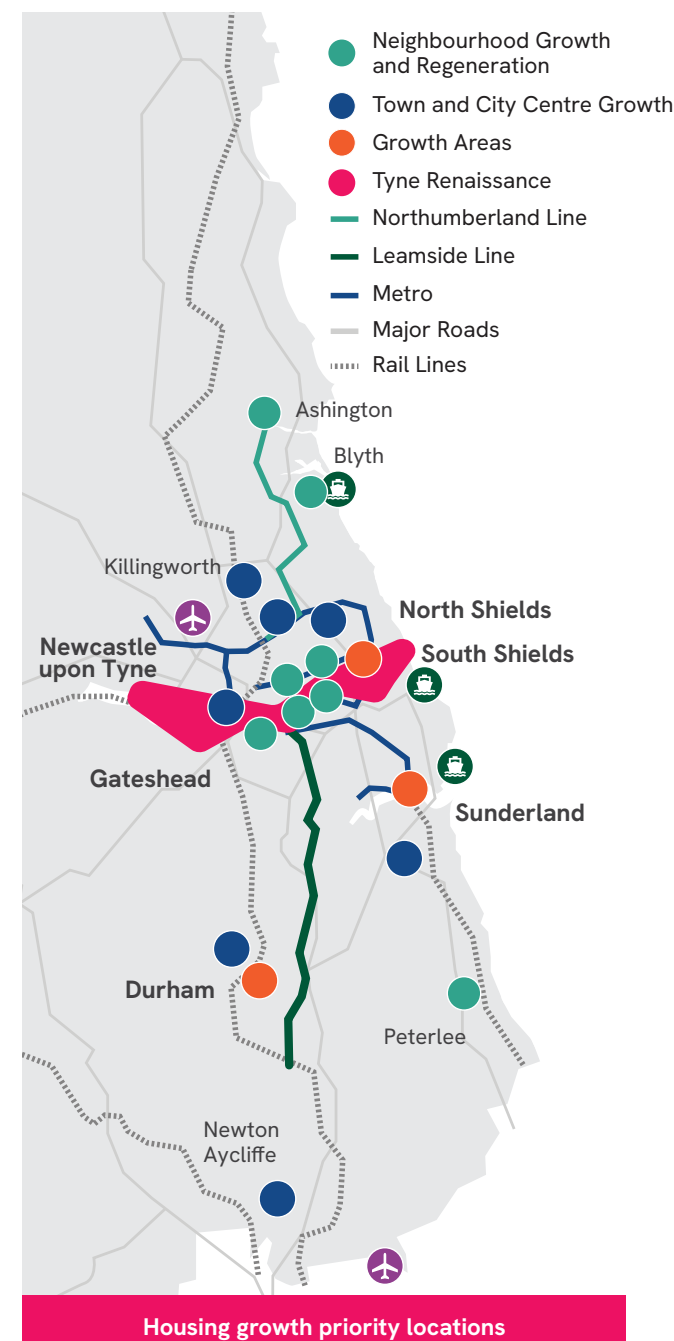 Neighbourhood Growth
and Regeneration
Town and City Centre Growth
Growth Areas
Tyne Renaissance
Northumberland Line
Leamside Line
Metro
Major Roads
Rail Lines
Ashington
Blyth
Killingworth
North Shields
Newcastle
upon Tyne
South Shields
Gateshead
Sunderland
Durham
Peterlee
Newton
Aycliffe
Housing growth priority locations